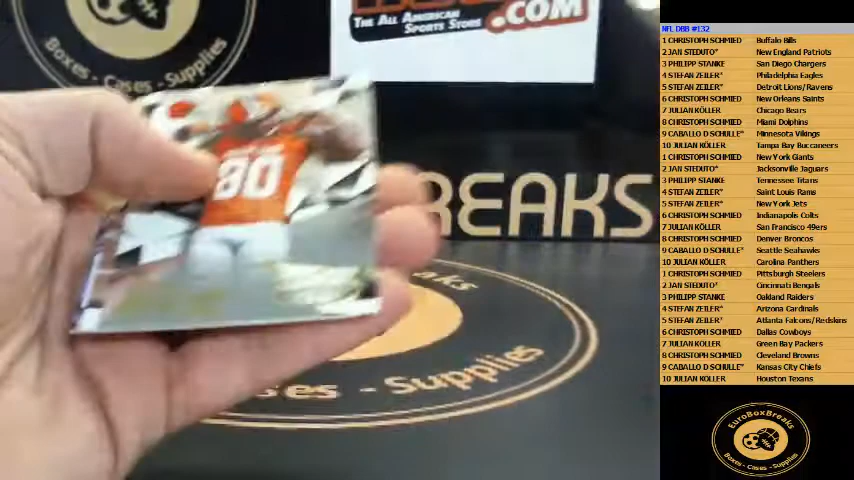 Boxes - Cases - Supplies
THE ALL AMERICAN
SPORTS STORE
.COM
80
BREAKS
es - Supplies
NFL DBB #132
1 CHRISTOPH SCHMIED Buffalo Bills
2 JAN STEDUTO* New England Patriots
3 PHILIPP STANKE San Diego Chargers
4 STEFAN ZEILER* Philadelphia Eagles
5 STEFAN ZEILER* Detroit Lions/Ravens
6 CHRISTOPH SCHMIED New Orleans Saints
7 JULIAN KÖLLER Chicago Bears
8 CHRISTOPH SCHMIED Miami Dolphins
9 CABALLO D SCHULLE* Minnesota Vikings
10 JULIAN KÖLLER Tampa Bay Buccaneers
1 CHRISTOPH SCHMIED New York Giants
2 JAN STEDUTO* Jacksonville Jaguars
3 PHILIPP STANKE Tennessee Titans
4 STEFAN ZEILER* Saint Louis Rams
5 STEFAN ZEILER* New York Jets
6 CHRISTOPH SCHMIED Indianapolis Colts
7 JULIAN KÖLLER San Francisco 49ers
8 CHRISTOPH SCHMIED Denver Broncos
9 CABALLO D SCHULLE* Seattle Seahawks
10 JULIAN KÖLLER Carolina Panthers
1 CHRISTOPH SCHMIED Pittsburgh Steelers
2 JAN STEDUTO* Cincinnati Bengals
3 PHILIPP STANKE Oakland Raiders
4 STEFAN ZEILER* Arizona Cardinals
5 STEFAN ZEILER* Atlanta Falcons/Redskins
6 CHRISTOPH SCHMIED Dallas Cowboys
7 JULIAN KÖLLER Green Bay Packers
8 CHRISTOPH SCHMIED Cleveland Browns
9 CABALLO D SCHULLE* Kansas City Chiefs
10 JULIAN KÖLLER Houston Texans
EuroBoxBreaks
Boxes - Cases - Supplies